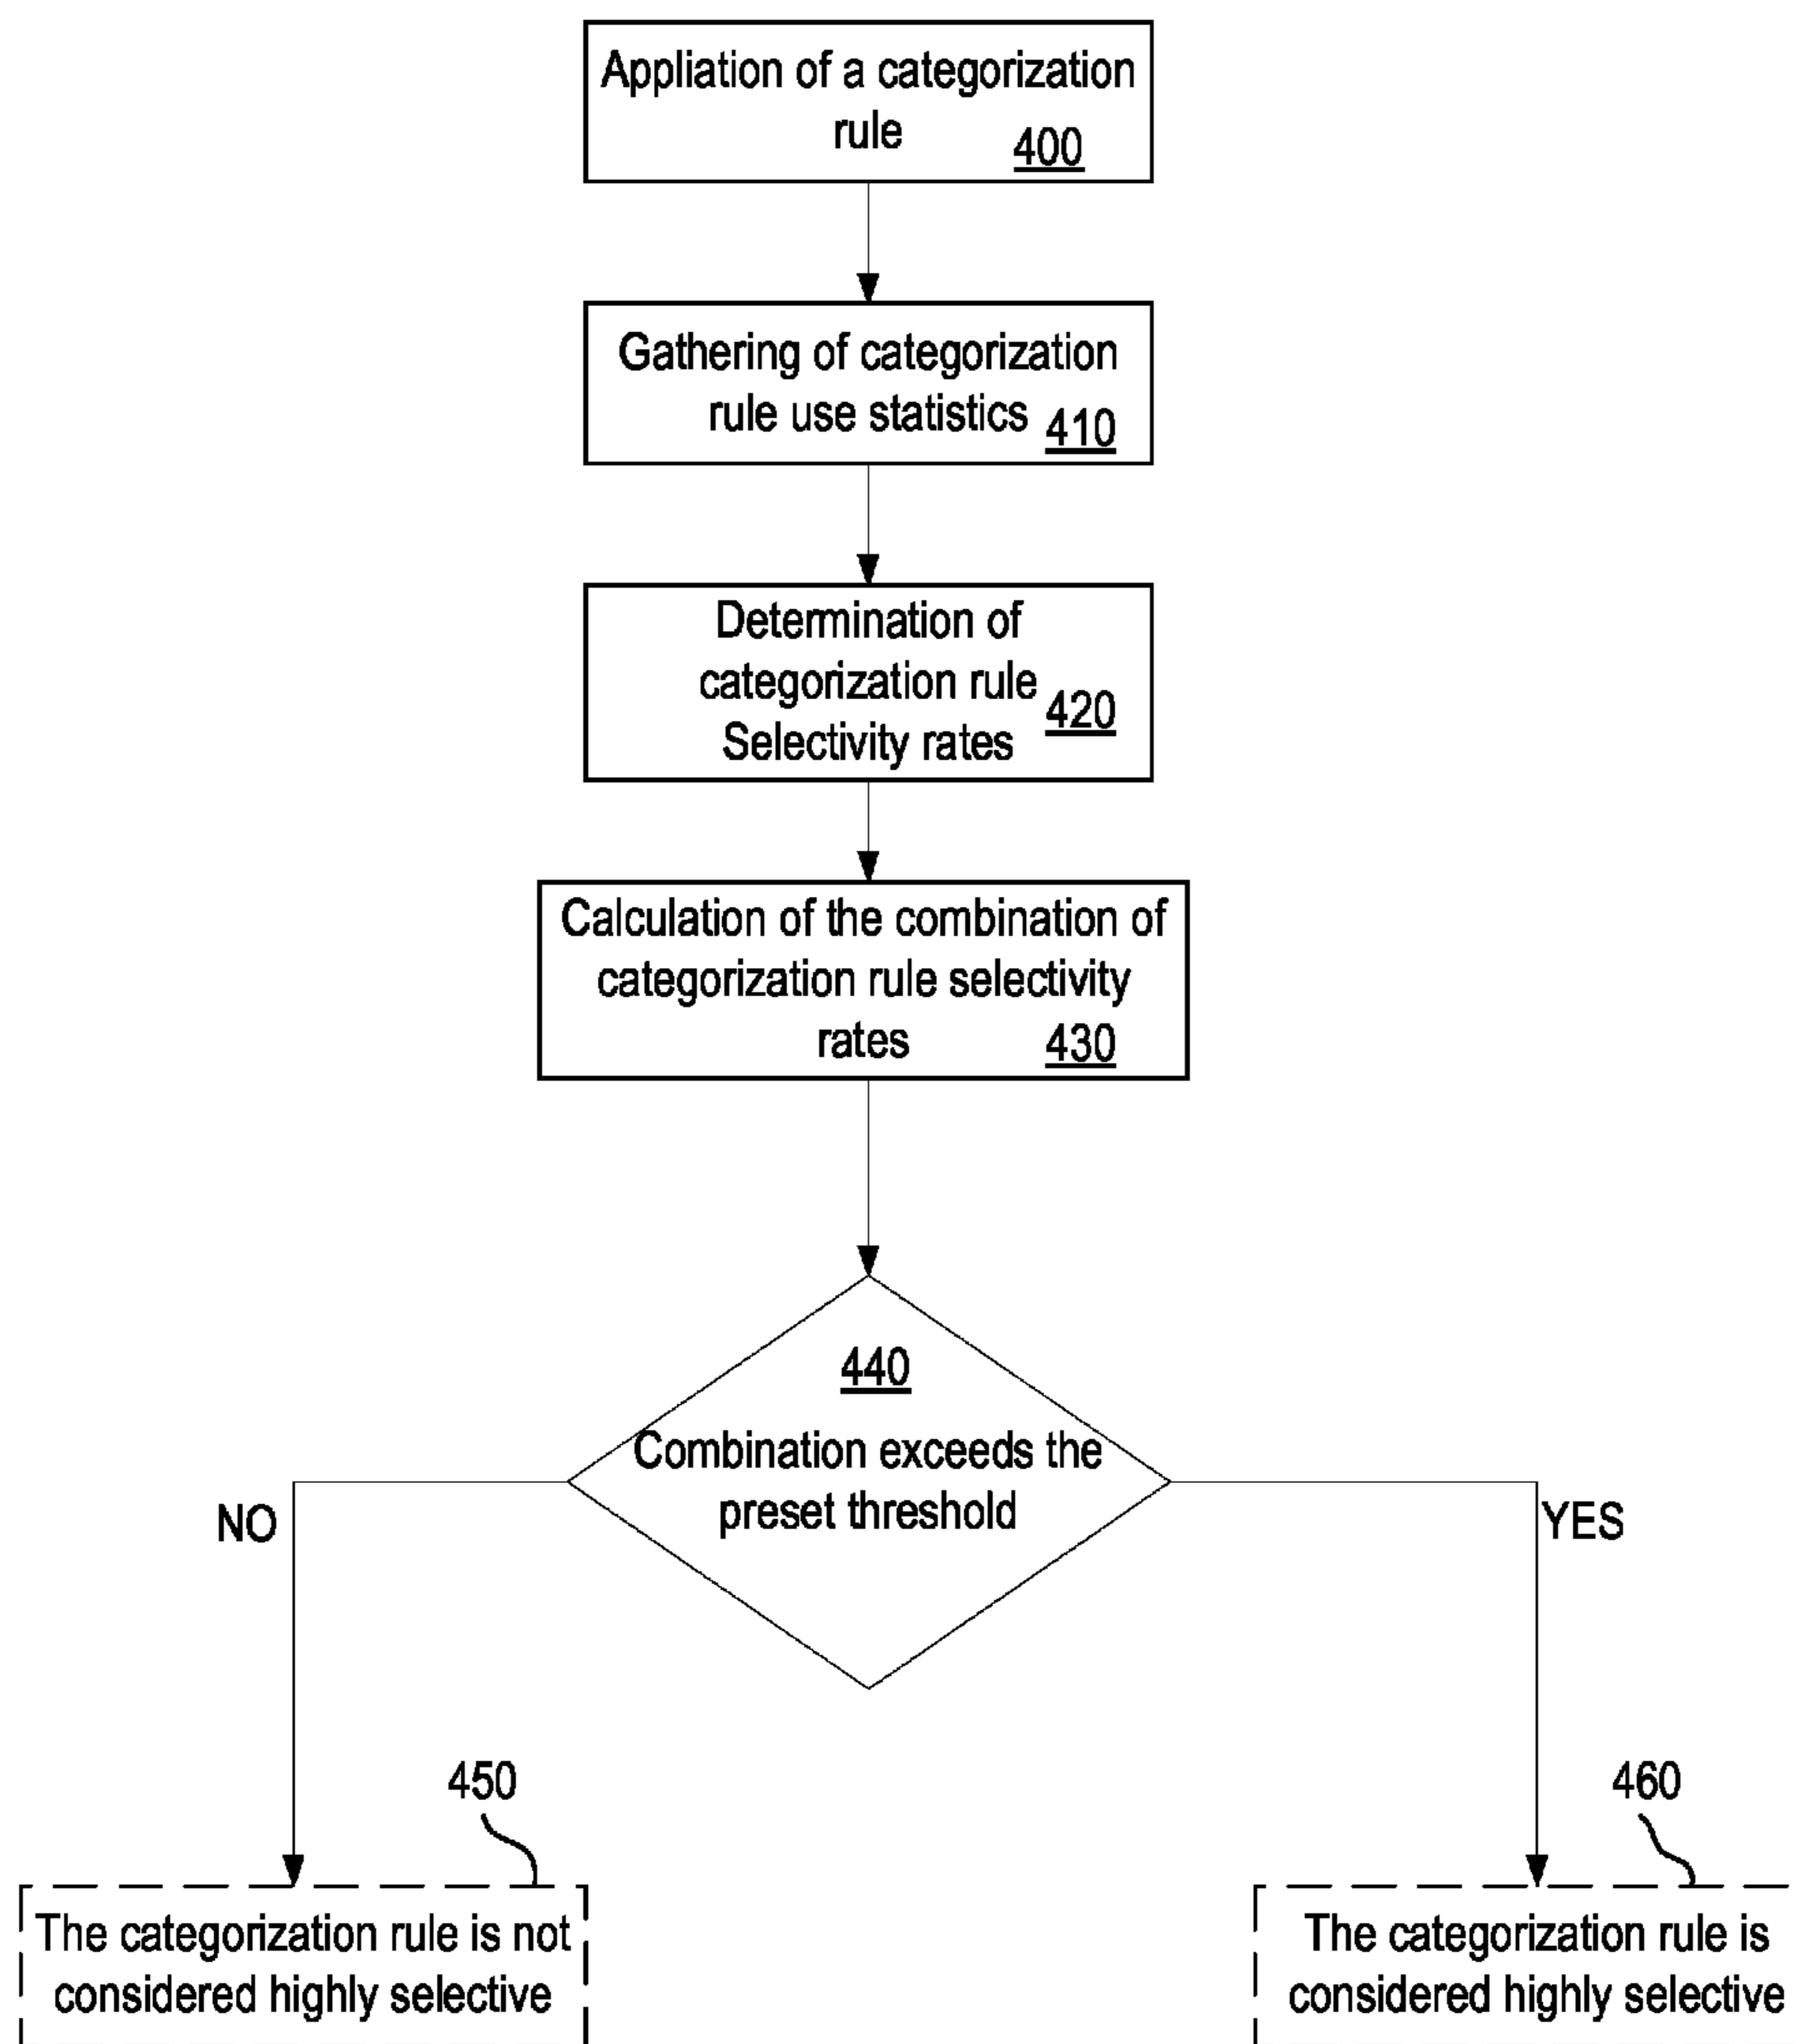 Appliation of a categorization
rule 400
Gathering of categorization
rule use statistics 410
Determination of
categorization rule 420
Selectivity rates
Calculation of the combination of
categorization rule selectivity
rates 430
440
Combination exceeds the
preset threshold
NO
YES
450
460
The categorization rule is not
considered highly selective
The categorization rule is
considered highly selective